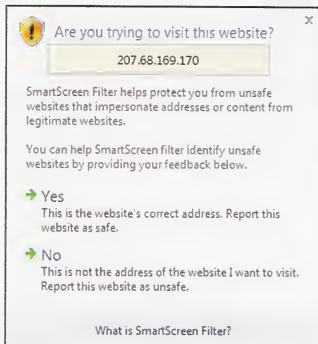 Are you trying to visit this website?
207.68.169.170
SmartScreen Filter helps protect you from unsafe
websites that impersonate addresses or content from
legitimate websites.
You can help SmartScreen filter identify unsafe
websites by providing your feedback below.
Yes
This is the website's correct address. Report this
website as safe.
No
This is not the address of the website I want to visit.
Report this website as unsafe.
What is SmartScreen Filter?